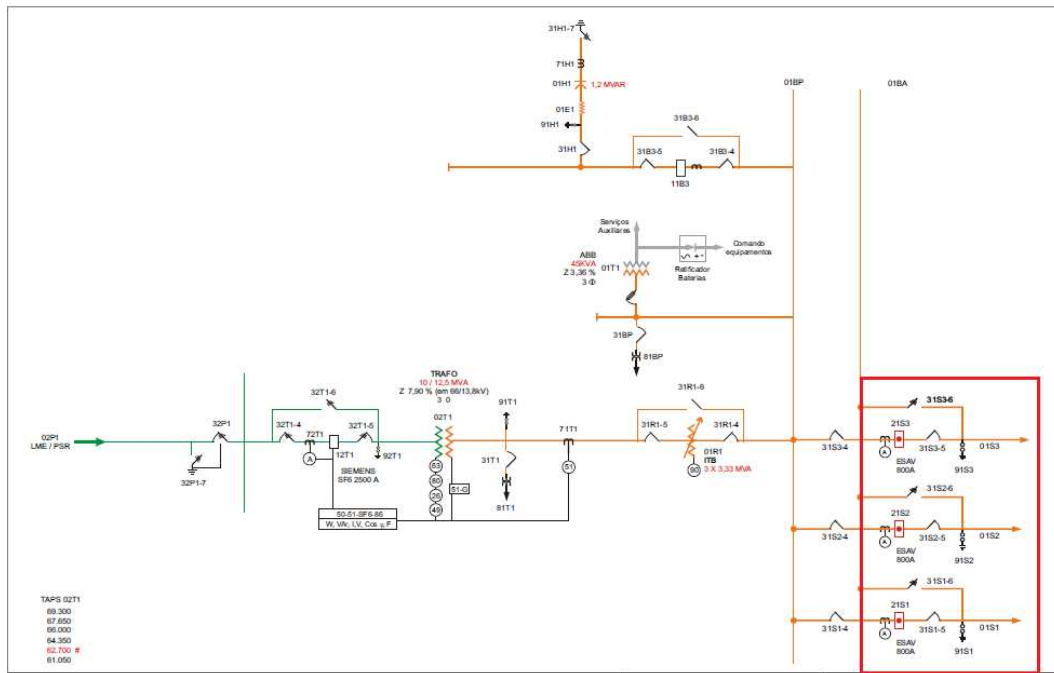 31H1-7
71H1
01H1
1,2 MVAR
01E1
91H1
31H1
31B3-6
31B3-5
31B3-4
11B3
01BP
01BA
Serviços
Auxiliares
ABB
45KVA
Z 3,36 %
3 Φ
01T1
Retificador
Baterias
Comando
equipamentos
31BP
81BP
TRAFO
10 / 12,5 MVA
Z 7,90 % (em 66/13,8kV)
3 0
02T1
02P1
LME / PSR
32P1
32P1-7
32T1-6
32T1-4
72T1
32T1-5
12T1
92T1
A
SIEMENS
SF6 2500 A
63
80
26
49
51-G
50-51-SF6-86
W, VAr, I,V, Cos γ, F
91T1
31T1
81T1
71T1
51
31R1-6
31R1-5
31R1-4
01R1
ITB
3 X 3,33 MVA
90
31S3-6
21S3
31S3-4
A
ESAV
800A
31S3-5
91S3
01S3
31S2-6
21S2
31S2-4
A
ESAV
800A
31S2-5
91S2
01S2
31S1-6
21S1
31S1-4
A
ESAV
800A
31S1-5
91S1
01S1
TAPS 02T1
69.300
67.650
66.000
64.350
62.700 #
61.050